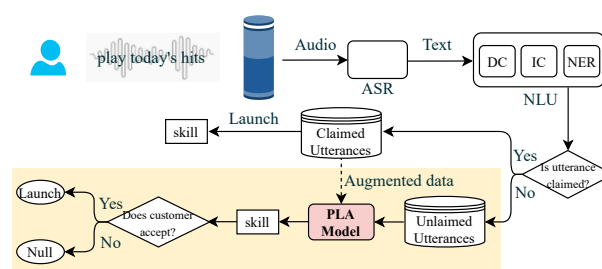 play today's hits
Audio
ASR
Text
DC
IC
NER
NLU
Launch
skill
Claimed
Utterances
Yes
Is utterance
claimed?
No
Augmented data
Launch
Yes
Does customer
accept?
No
Null
skill
PLA
Model
Unlaimed
Utterances